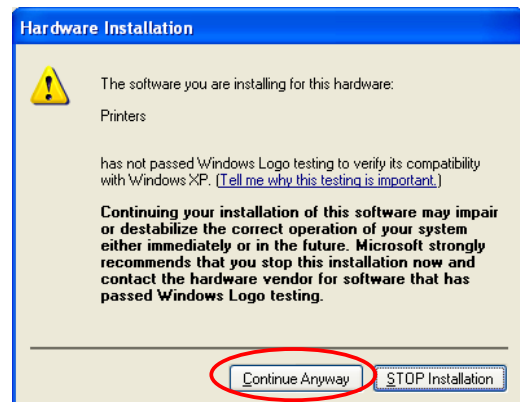 Hardware Installation
The software you are installing for this hardware:
Printers
has not passed Windows Logo testing to verify its compatibility
with Windows XP. (Tell me why this testing is important.)
Continuing your installation of this software may impair
or destabilize the correct operation of your system
either immediately or in the future. Microsoft strongly
recommends that you stop this installation now and
contact the hardware vendor for software that has
passed Windows Logo testing.
Continue Anyway STOP Installation